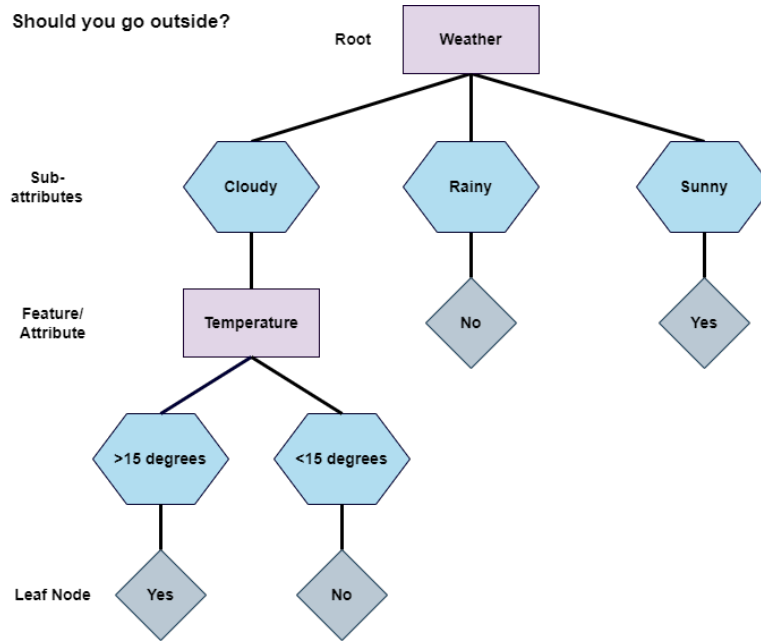 Should you go outside?
Root
Weather
Sub-
attributes
Cloudy
Rainy
Sunny
Feature/
Attribute
Temperature
No
Yes
>15 degrees
<15 degrees
Leaf Node
Yes
No